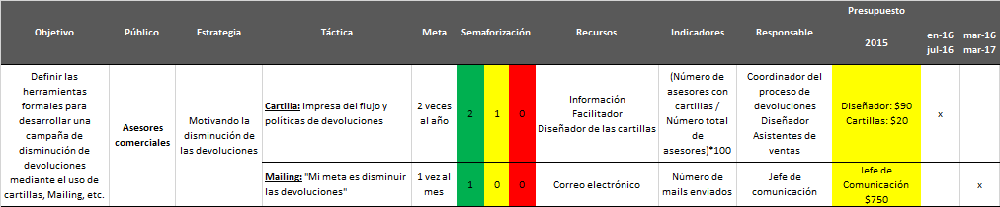 Objetivo
Público
Estrategia
Táctica
Meta
Semaforización
Recursos
Indicadores
Responsable
Presupuesto
2015
en-16
jul-16
mar-16
mar-17
Definir las
herramientas
formales para
desarrollar una
campaña de
disminución de
devoluciones
mediante el uso de
cartillas, Mailing, etc.
Asesores
comerciales
Motivando la
disminución de
las devoluciones
Cartilla: impresa del flujo y
políticas de devoluciones
2 veces
al año
2
1
0
Información
Facilitador
Diseñador de las cartillas
(Número de
asesores con
cartillas /
Número total
de
asesores)*100
Coordinador del
proceso de
devoluciones
Diseñador
Asistentes de
ventas
Diseñador: $90
Cartillas: $20
x
Mailing: "Mi meta es disminuir
las devoluciones"
1 vez al
mes
1
0
0
Correo electrónico
Número de
mails enviados
Jefe de
comunicación
Jefe de
Comunicación
$750
x